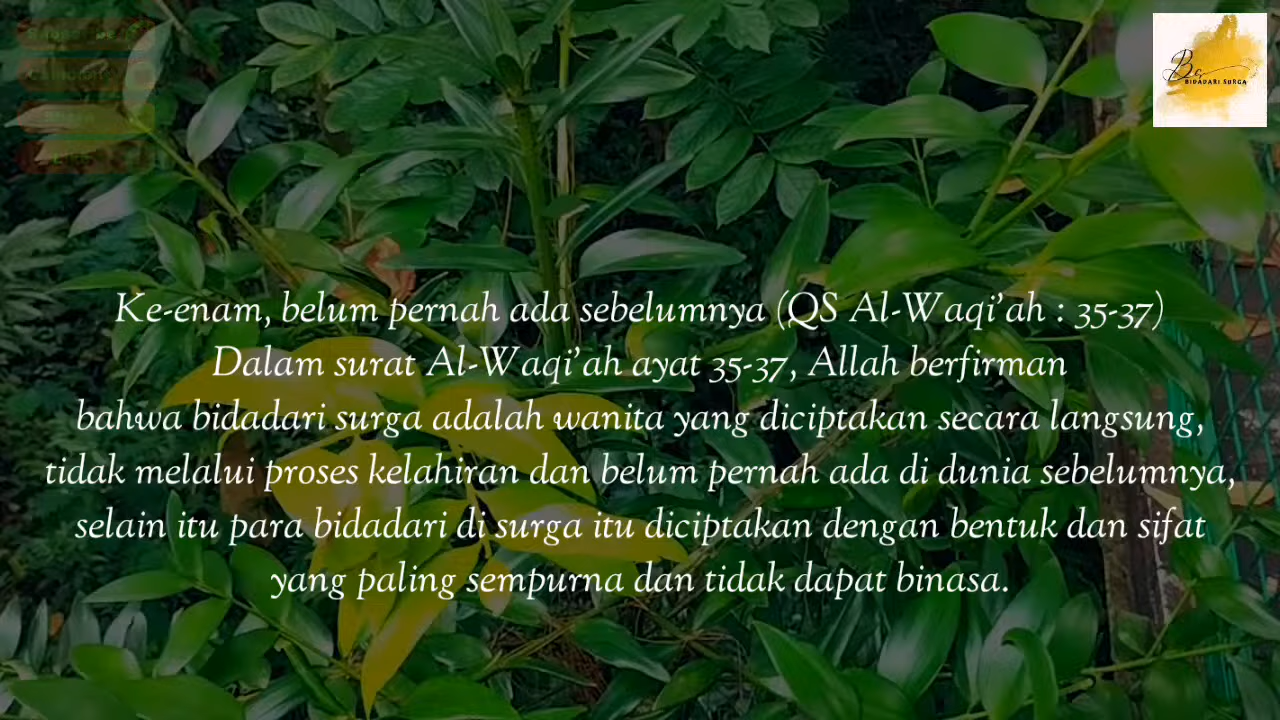 Be
BIDADARI SURGA
Ke-enam, belum pernah ada sebelumnya (QS Al-Waqi'ah : 35-37)
Dalam surat Al-Waqi'ah ayat 35-37, Allah berfirman
bahwa bidadari surga adalah wanita yang diciptakan secara langsung,
tidak melalui proses kelahiran dan belum pernah ada di dunia sebelumnya,
selain itu para bidadari di surga itu diciptakan dengan bentuk dan sifat
yang paling sempurna dan tidak dapat binasa.